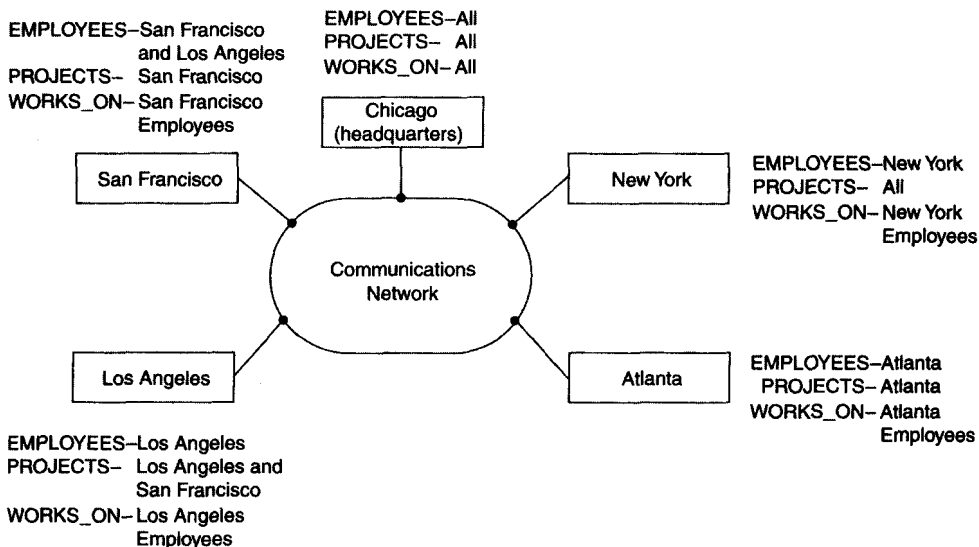 EMPLOYEES–San Francisco
and Los Angeles
PROJECTS– San Francisco
WORKS_ON–San Francisco
Employees
San Francisco
EMPLOYEES–All
PROJECTS– All
WORKS_ON–All
Chicago
(headquarters)
New York
EMPLOYEES–New York
PROJECTS– All
WORKS_ON–New York
Employees
Communications
Network
Los Angeles
EMPLOYEES–Los Angeles
PROJECTS– Los Angeles and
San Francisco
WORKS_ON–Los Angeles
Employees
Atlanta
EMPLOYEES–Atlanta
PROJECTS–Atlanta
WORKS_ON–Atlanta
Employees